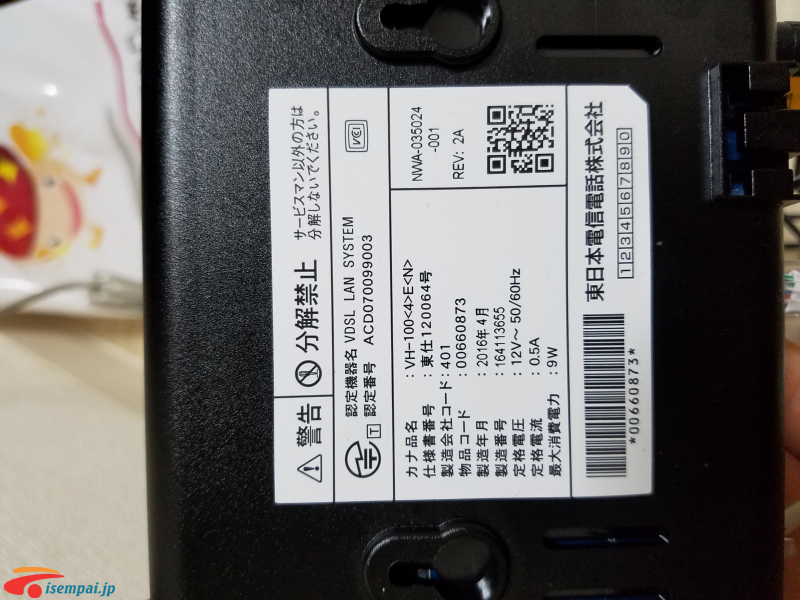 警告
分解禁止
サービスマン以外の方は
分解しないでください。
認定機器名 VDSL LAN SYSTEM
T 認定番号 ACD070099003
VCI
カナ品名 : VH-100<4>E<N>
仕様書番号 : 東仕120064号
製造会社コード : 401
物品コード : 00660873
製造年月 : 2016年4月
製造番号 : 164113655
定格電圧 : 12V～ 50/60Hz
定格電流 : 0.5A
最大消費電力 : 9W
NWA-035024
-001
REV: 2A
東日本電信電話株式会社
1234567890
*00660873*
isempai.jp